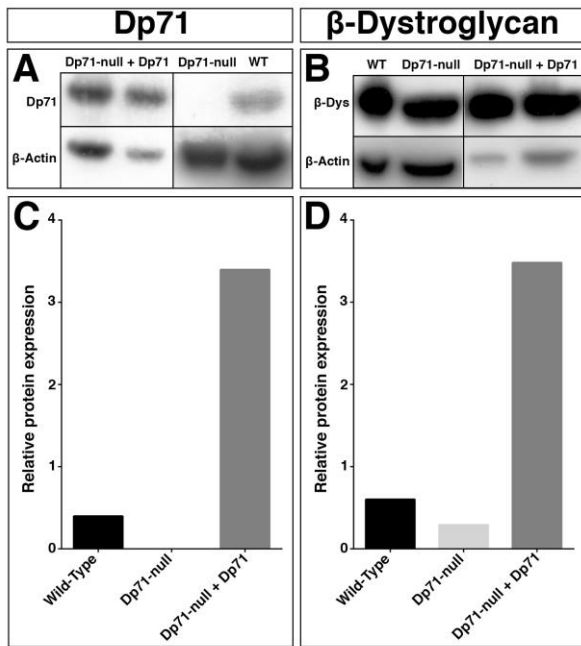 Dp71
β-Dystroglycan
A
Dp71-null + Dp71 Dp71-null WT
Dp71
β-Actin
B
WT Dp71-null Dp71-null + Dp71
β-Dys
β-Actin
C
Relative protein expression
4
3
2
1
0
Wild-Type
Dp71-null
Dp71-null + Dp71
D
Relative protein expression
4
3
2
1
0
Wild-Type
Dp71-null
Dp71-null + Dp71